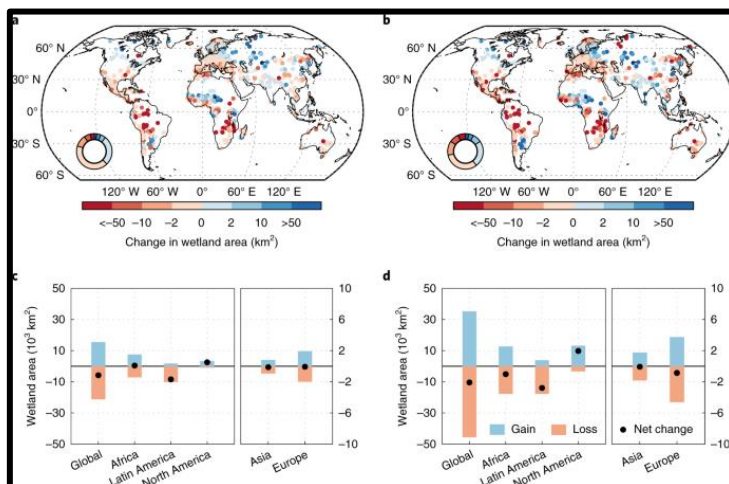 a
b
60° N
60° N
30° N
30° N
0°
0°
30° S
30° S
60° S
60° S
120° W 60° W 0° 60° E 120° E
120° W 60° W 0° 60° E 120° E
<–50 –10 –2 0 2 10 >50
<–50 –10 –2 0 2 10 >50
Change in wetland area (km²)
Change in wetland area (km²)
c
50 10
30 6
10 2
–10 –2
–30 –6
–50 –10
Wetland area (10³ km²)
Global Africa Latin America North America Asia Europe
d
50 10
30 6
10 2
–10 –2
–30 –6
–50 –10
Wetland area (10³ km²)
Gain Loss Net change
Global Africa Latin America North America Asia Europe